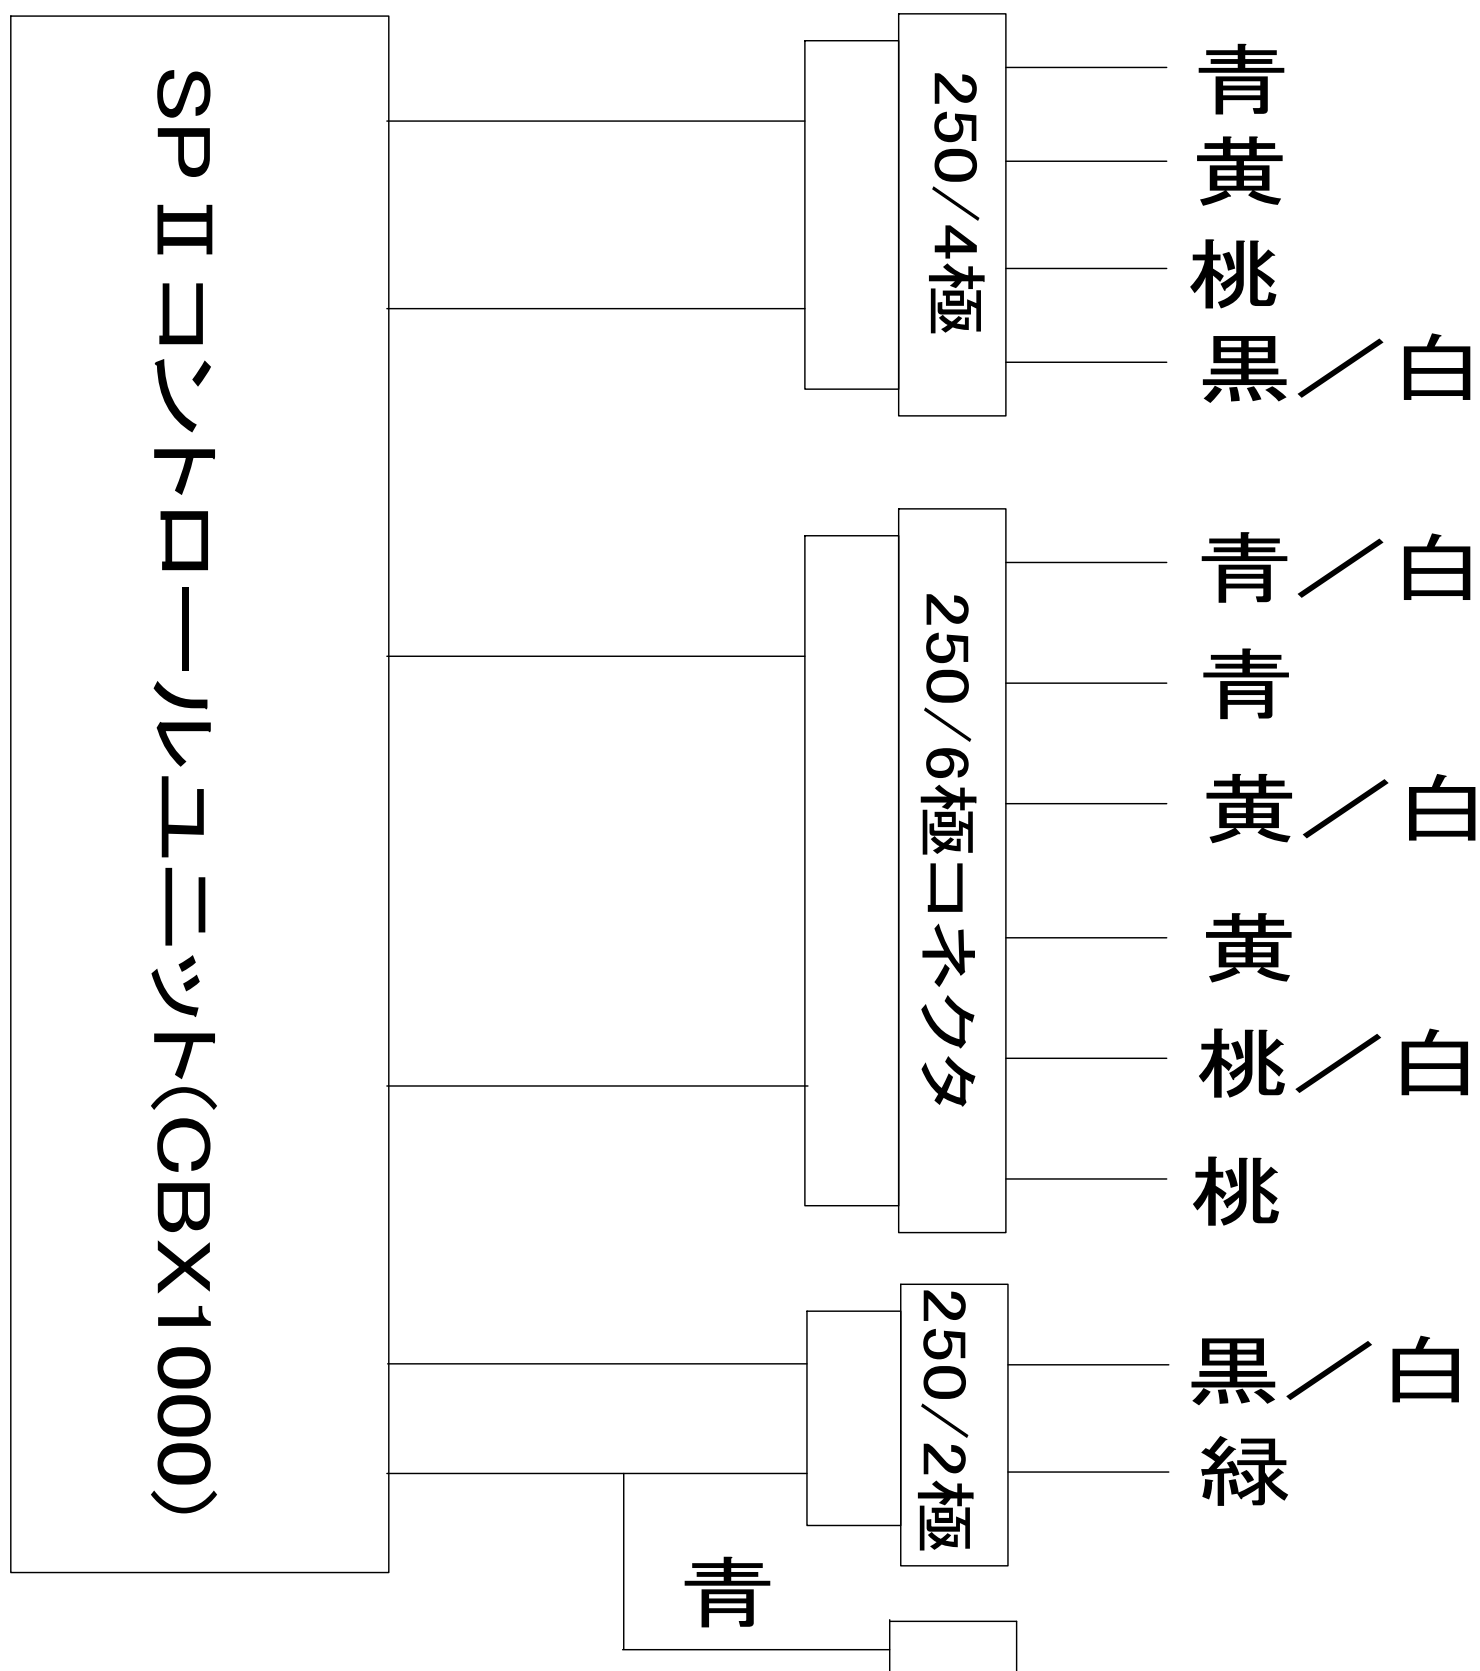 SPⅡコントロールユニット(CBX1000)
250/4極
青
黄
桃
黒/白
250/6極コネクタ
青/白
青
黄/白
黄
桃/白
桃
250/2極
黒/白
緑
青